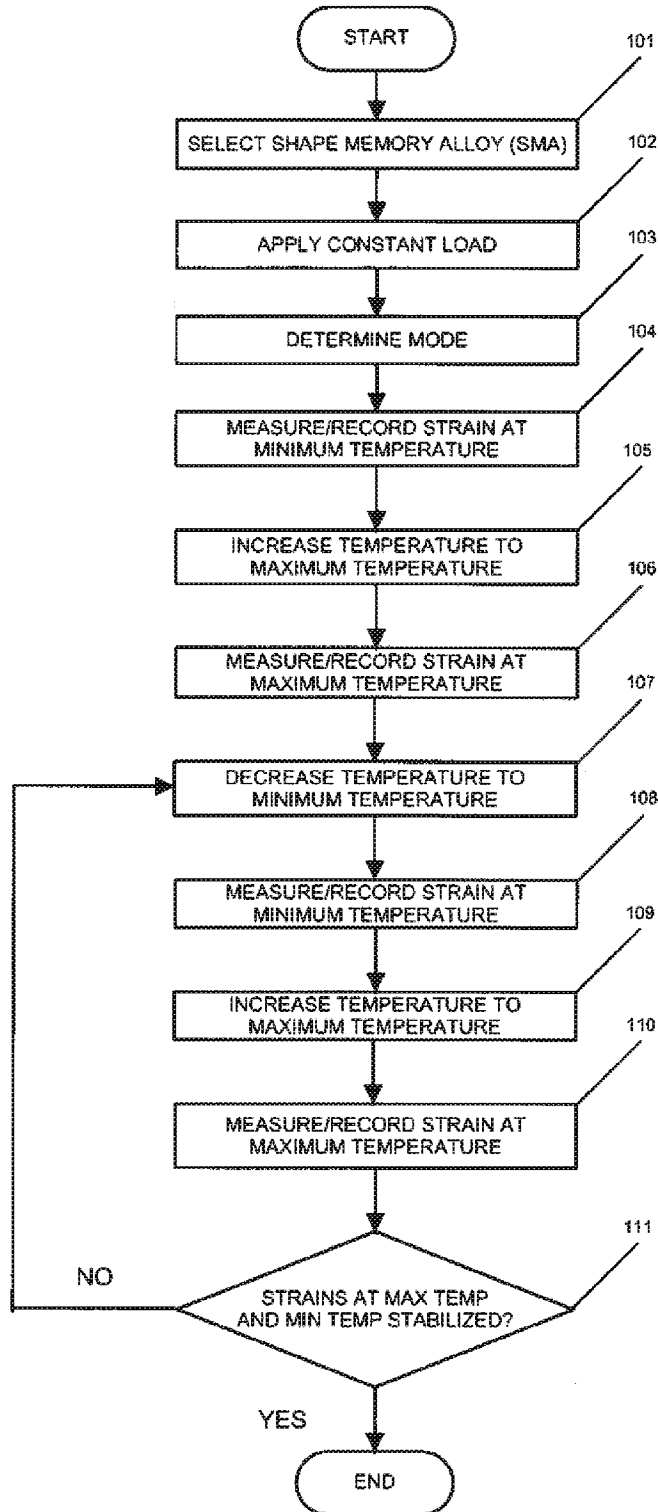 START
101
SELECT SHAPE MEMORY ALLOY (SMA)
102
APPLY CONSTANT LOAD
103
DETERMINE MODE
104
MEASURE/RECORD STRAIN AT
MINIMUM TEMPERATURE
105
INCREASE TEMPERATURE TO
MAXIMUM TEMPERATURE
106
MEASURE/RECORD STRAIN AT
MAXIMUM TEMPERATURE
107
DECREASE TEMPERATURE TO
MINIMUM TEMPERATURE
108
MEASURE/RECORD STRAIN AT
MINIMUM TEMPERATURE
109
INCREASE TEMPERATURE TO
MAXIMUM TEMPERATURE
110
MEASURE/RECORD STRAIN AT
MAXIMUM TEMPERATURE
111
NO
STRAINS AT MAX TEMP
AND MIN TEMP STABILIZED?
YES
END